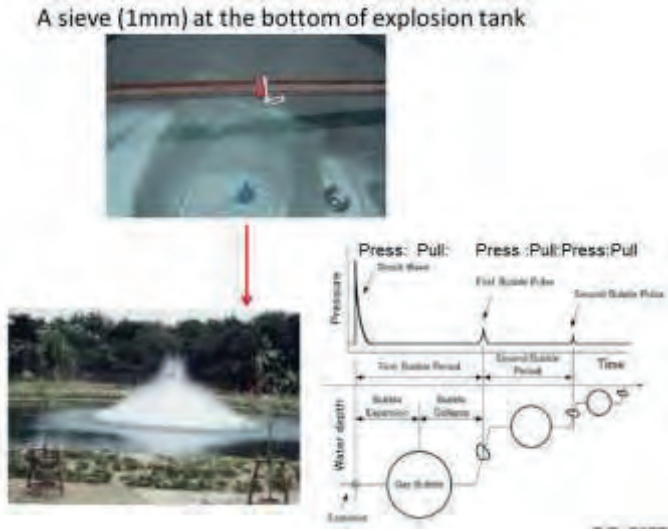 A sieve (1mm) at the bottom of explosion tank
Press: Pull: Press :Pull:Press:Pull
Shock Wave
First Bubble Pulse
Second Bubble Pulse
Pressure
First Bubble Period
Second Bubble
Period
Time
Bubble
Expansion
Bubble
Collapse
Water depth
Gas Bubble
Explosion